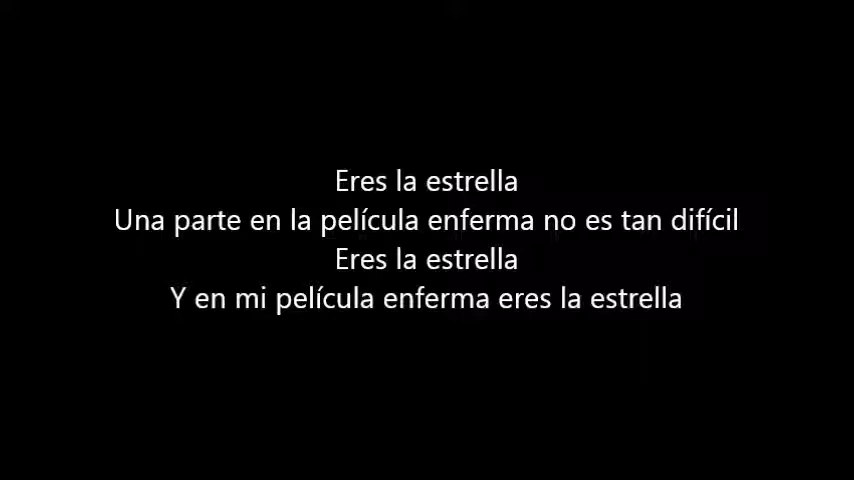 Eres la estrella
Una parte en la película enferma no es tan difícil
Eres la estrella
Y en mi película enferma eres la estrella